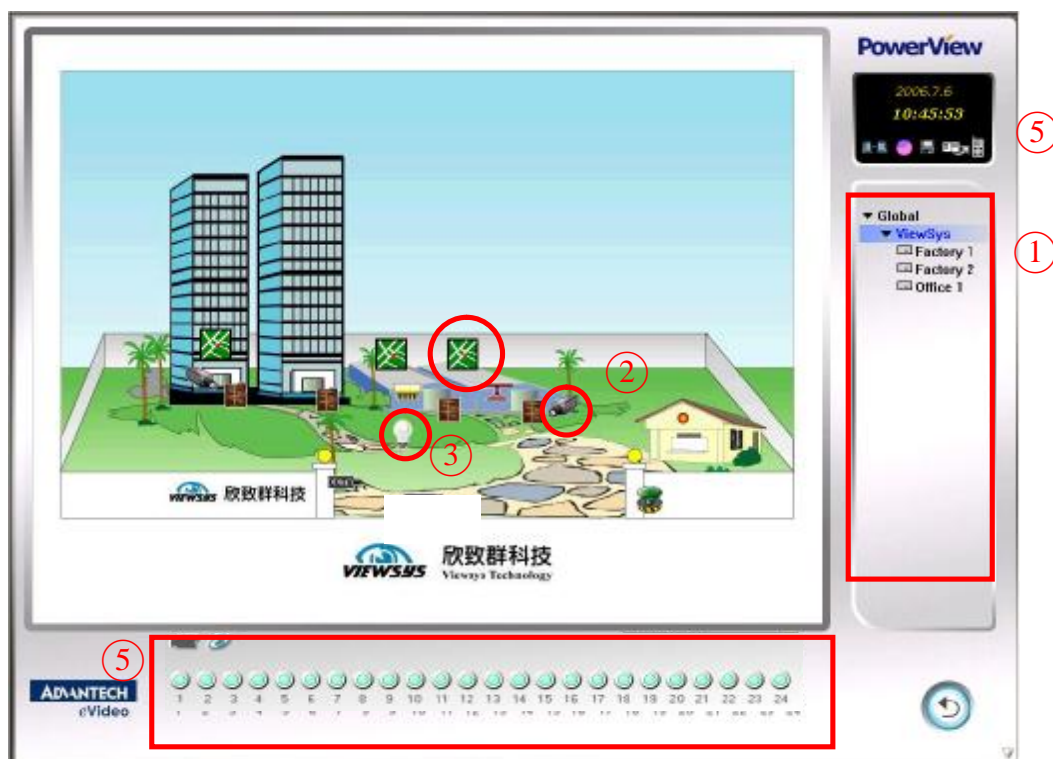 PowerView
2006.7.6
10:45:53
⑤
Global
ViewSys
Factory 1
Factory 2
Office 1
①
②
③
VIEWSYS 欣致群科技
VIEWSYS 欣致群科技
Viewsys Technology
⑤
ADVANTECH
eVideo
1 2 3 4 5 6 7 8 9 10 11 12 13 14 15 16 17 18 19 20 21 22 23 24